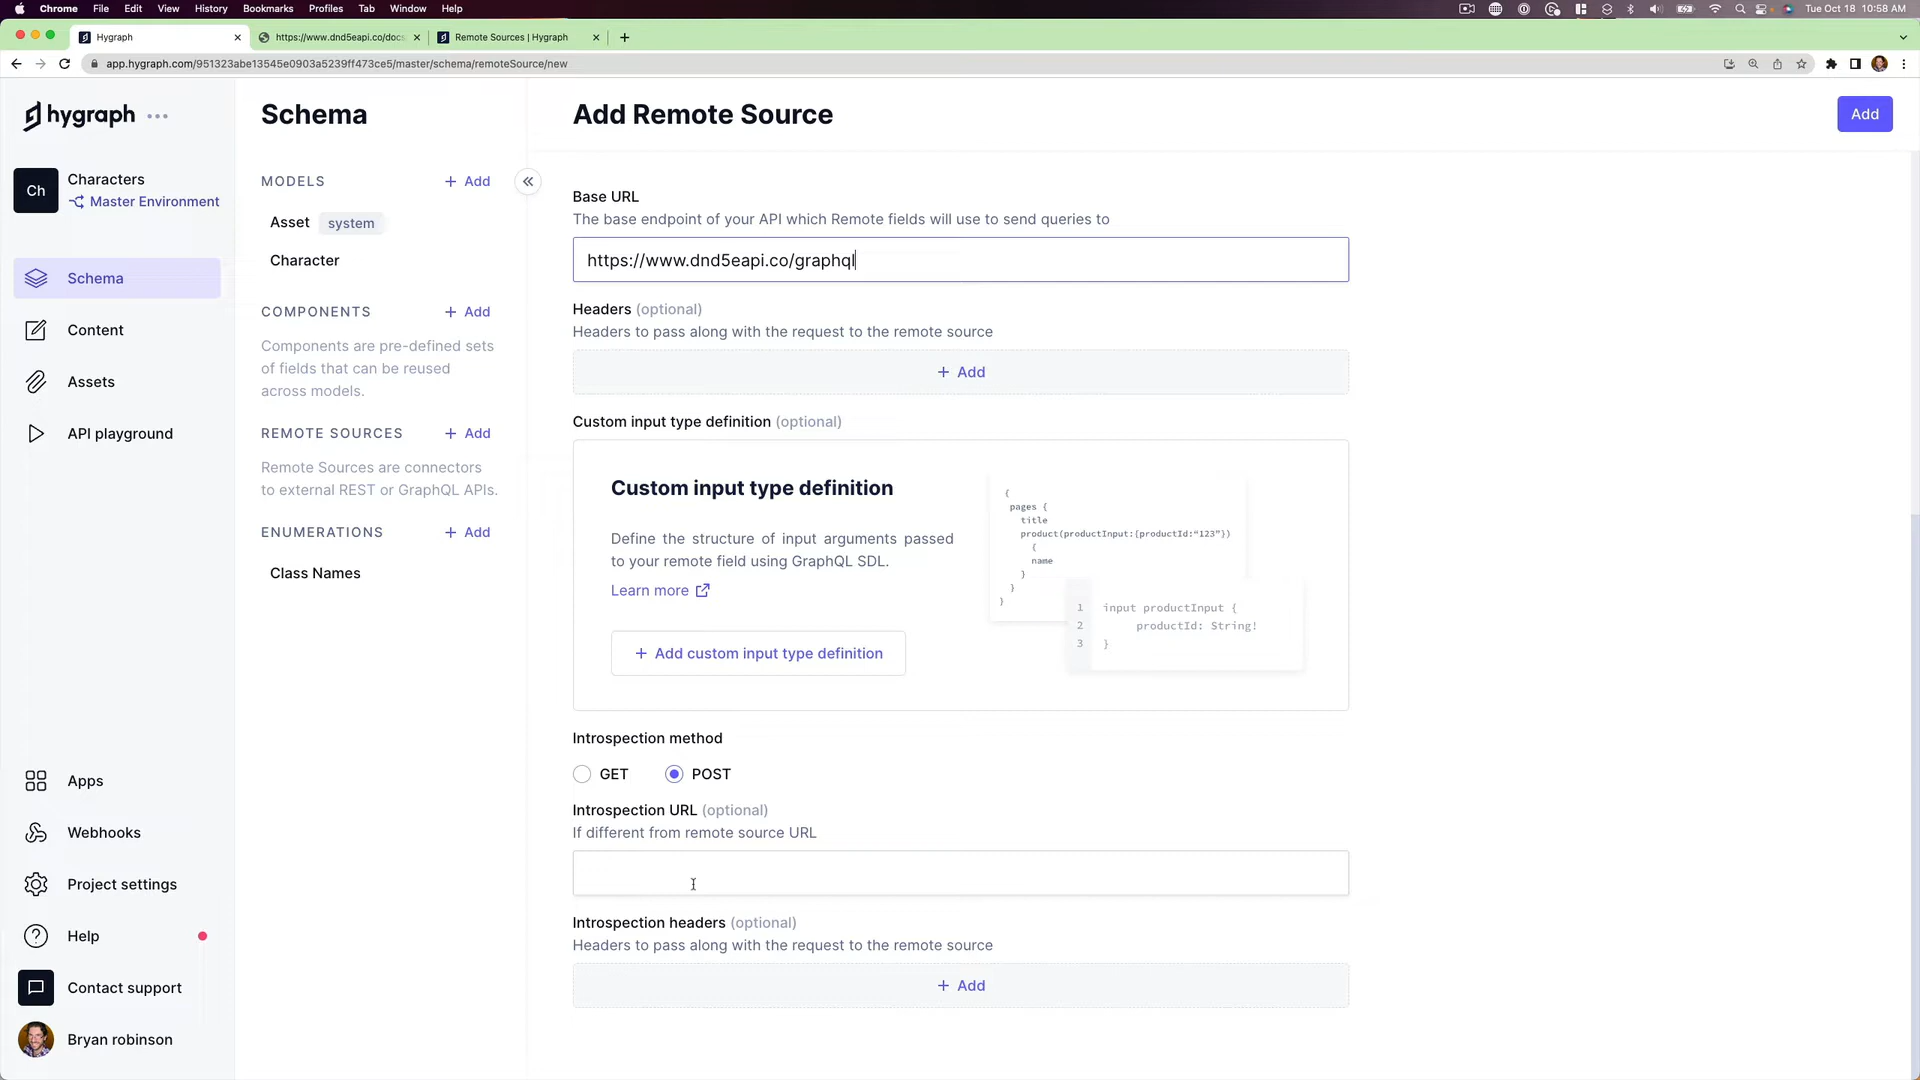 Chrome File Edit View History Bookmarks Profiles Tab Window Help
Tue Oct 18 10:58 AM
Hygraph
https://www.dnd5eapi.co/docs
Remote Sources | Hygraph
app.hygraph.com/951323abe13545e0903a5239ff473ce5/master/schema/remoteSource/new
hygraph
Ch
Characters
Master Environment
Schema
Content
Assets
API playground
Apps
Webhooks
Project settings
Help
Contact support
Bryan robinson
Schema
MODELS
+ Add
Asset system
Character
COMPONENTS
+ Add
Components are pre-defined sets
of fields that can be reused
across models.
REMOTE SOURCES
+ Add
Remote Sources are connectors
to external REST or GraphQL APIs.
ENUMERATIONS
+ Add
Class Names
Add Remote Source
Add
Base URL
The base endpoint of your API which Remote fields will use to send queries to
https://www.dnd5eapi.co/graphql
Headers (optional)
Headers to pass along with the request to the remote source
+ Add
Custom input type definition (optional)
Custom input type definition
Define the structure of input arguments passed
to your remote field using GraphQL SDL.
Learn more
+ Add custom input type definition
{
pages {
title
product(productInput:{productId:“123”})
{
name
}
}
}
1 input productInput {
2 productId: String!
3 }
Introspection method
GET
POST
Introspection URL (optional)
If different from remote source URL
Introspection headers (optional)
Headers to pass along with the request to the remote source
+ Add